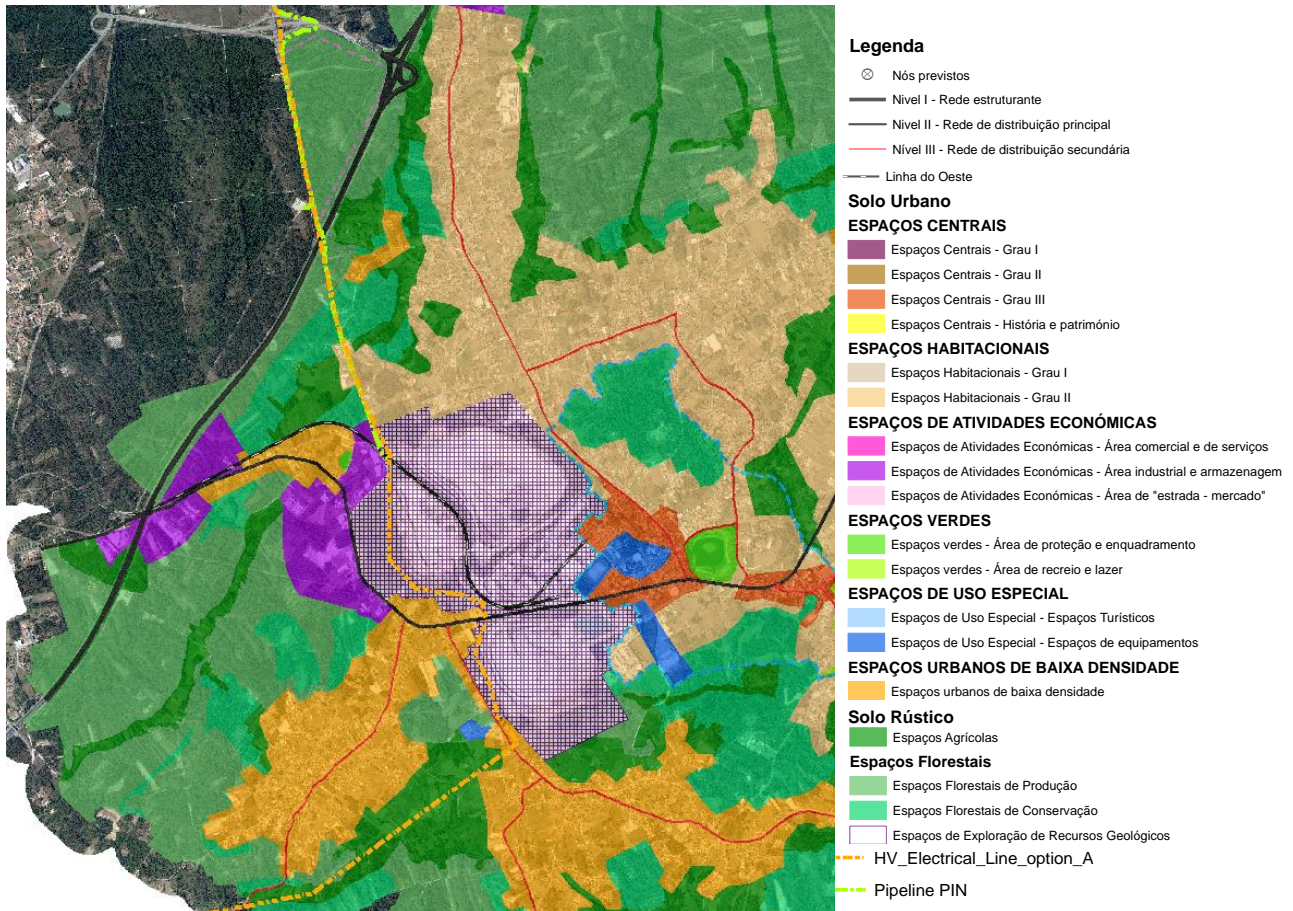 Legenda
Nós previstos
Nivel I - Rede estruturante
Nivel II - Rede de distribuição principal
Nível III - Rede de distribuição secundária
Linha do Oeste
Solo Urbano
ESPAÇOS CENTRAIS
Espaços Centrais - Grau I
Espaços Centrais - Grau II
Espaços Centrais - Grau III
Espaços Centrais - História e património
ESPAÇOS HABITACIONAIS
Espaços Habitacionais - Grau I
Espaços Habitacionais - Grau II
ESPAÇOS DE ATIVIDADES ECONÓMICAS
Espaços de Atividades Económicas - Área comercial e de serviços
Espaços de Atividades Económicas - Área industrial e armazenagem
Espaços de Atividades Económicas - Área de "estrada - mercado"
ESPAÇOS VERDES
Espaços verdes - Área de proteção e enquadramento
Espaços verdes - Área de recreio e lazer
ESPAÇOS DE USO ESPECIAL
Espaços de Uso Especial - Espaços Turísticos
Espaços de Uso Especial - Espaços de equipamentos
ESPAÇOS URBANOS DE BAIXA DENSIDADE
Espaços urbanos de baixa densidade
Solo Rústico
Espaços Agrícolas
Espaços Florestais
Espaços Florestais de Produção
Espaços Florestais de Conservação
Espaços de Exploração de Recursos Geológicos
HV_Electrical_Line_option_A
Pipeline PIN